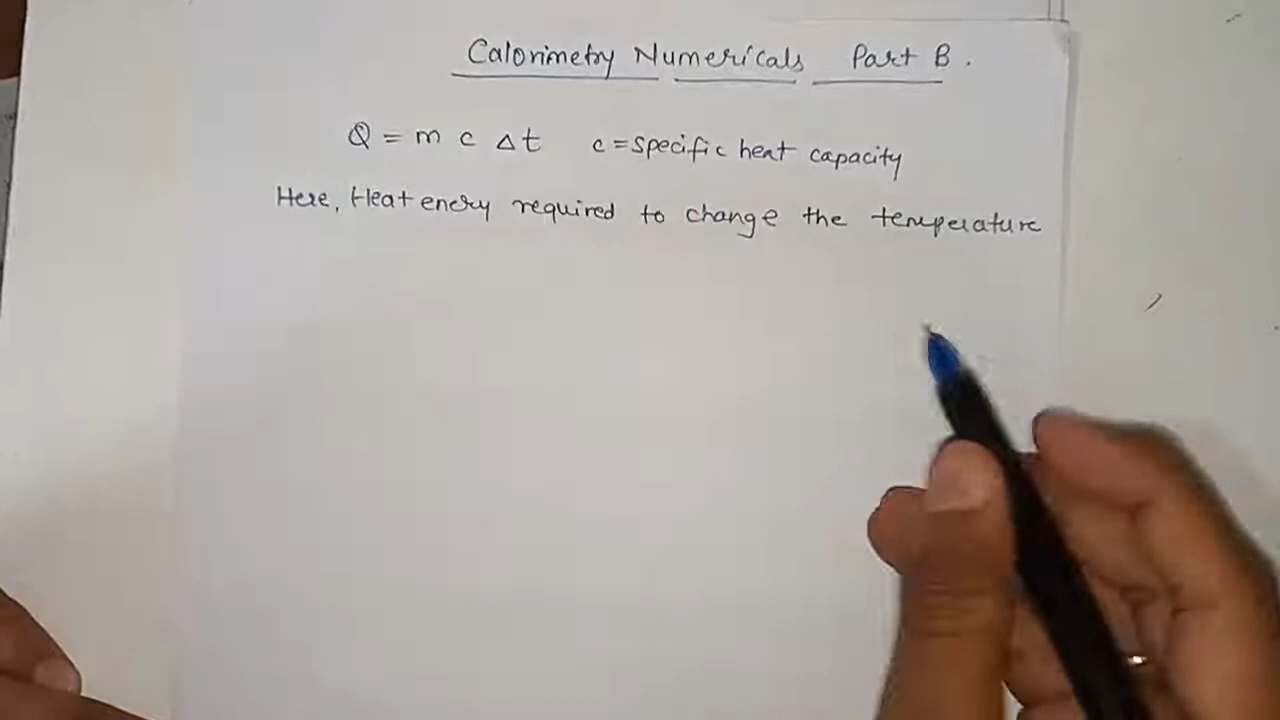 Calorimetry Numericals Part B.
Q = m c Δt c = specific heat capacity
Here, Heat enery required to change the temperature